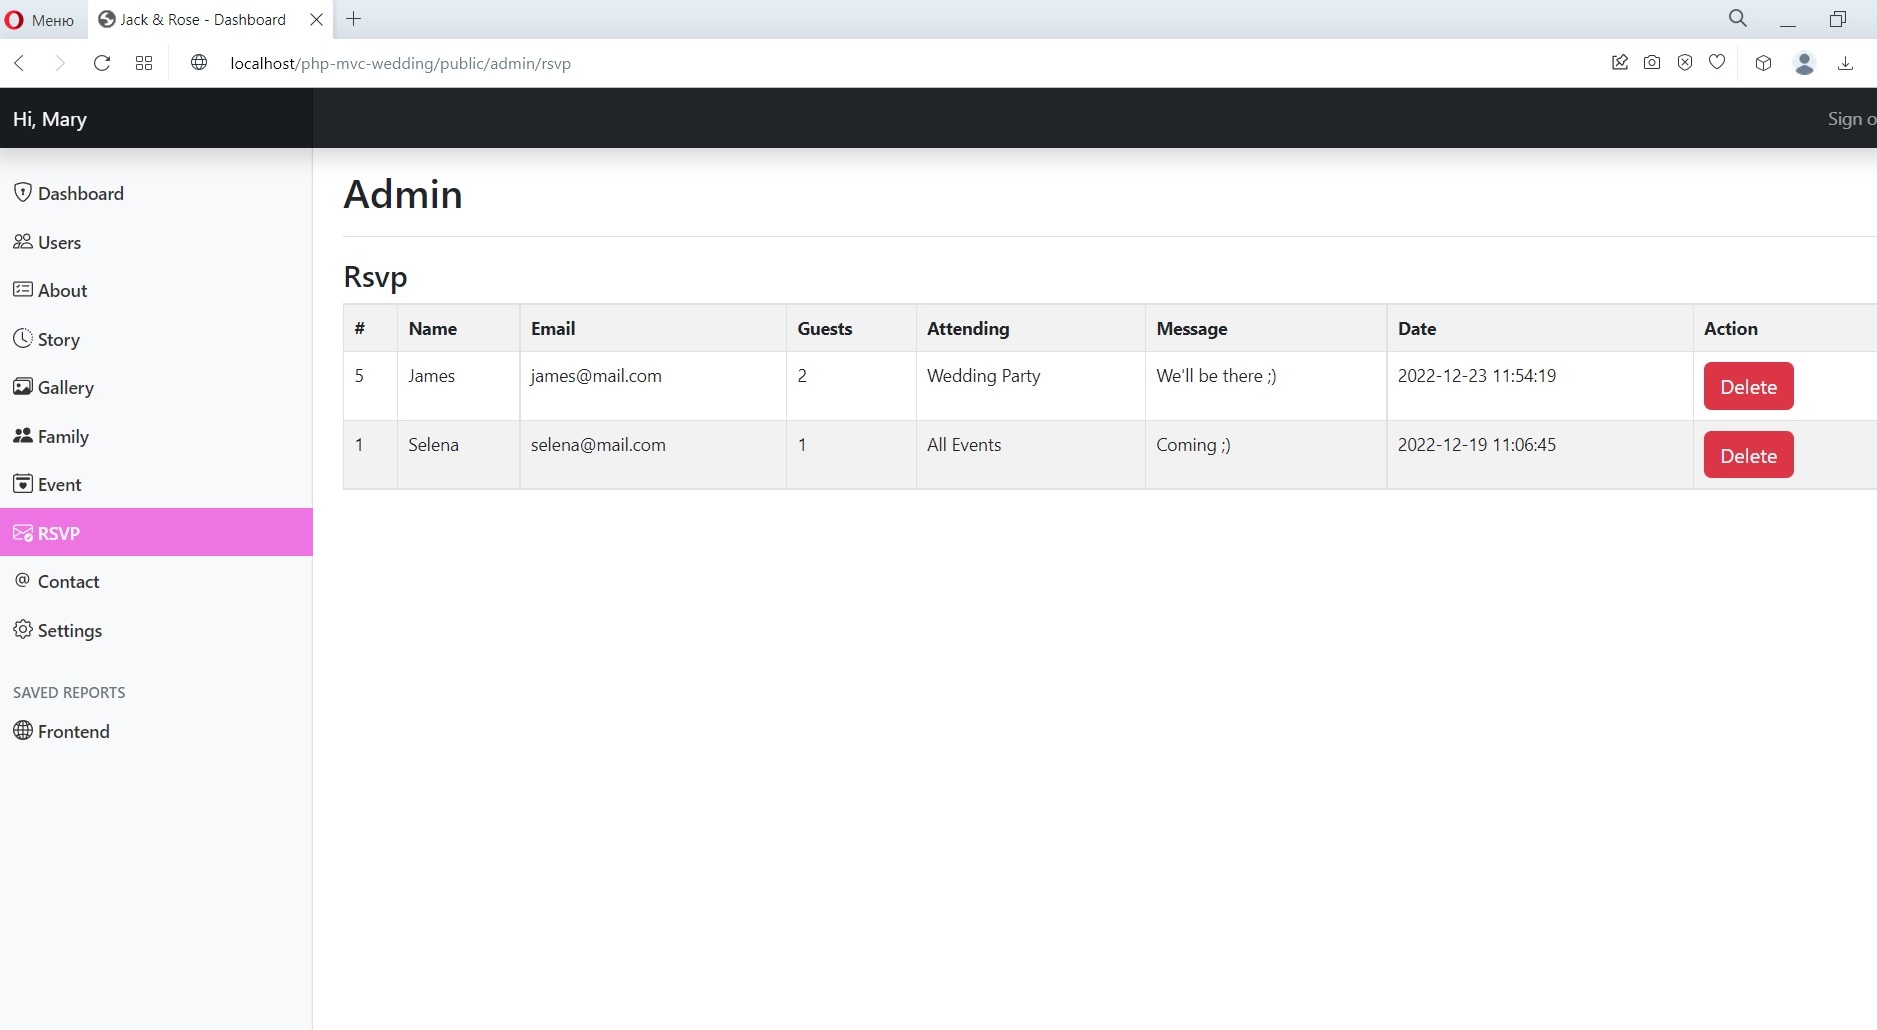 Меню Jack & Rose - Dashboard
localhost/php-mvc-wedding/public/admin/rsvp
Hi, Mary
Sign o
Dashboard
Users
About
Story
Gallery
Family
Event
RSVP
Contact
Settings
SAVED REPORTS
Frontend
Admin
Rsvp
# Name Email Guests Attending Message Date Action
5 James james@mail.com 2 Wedding Party We'll be there ;) 2022-12-23 11:54:19 Delete
1 Selena selena@mail.com 1 All Events Coming ;) 2022-12-19 11:06:45 Delete